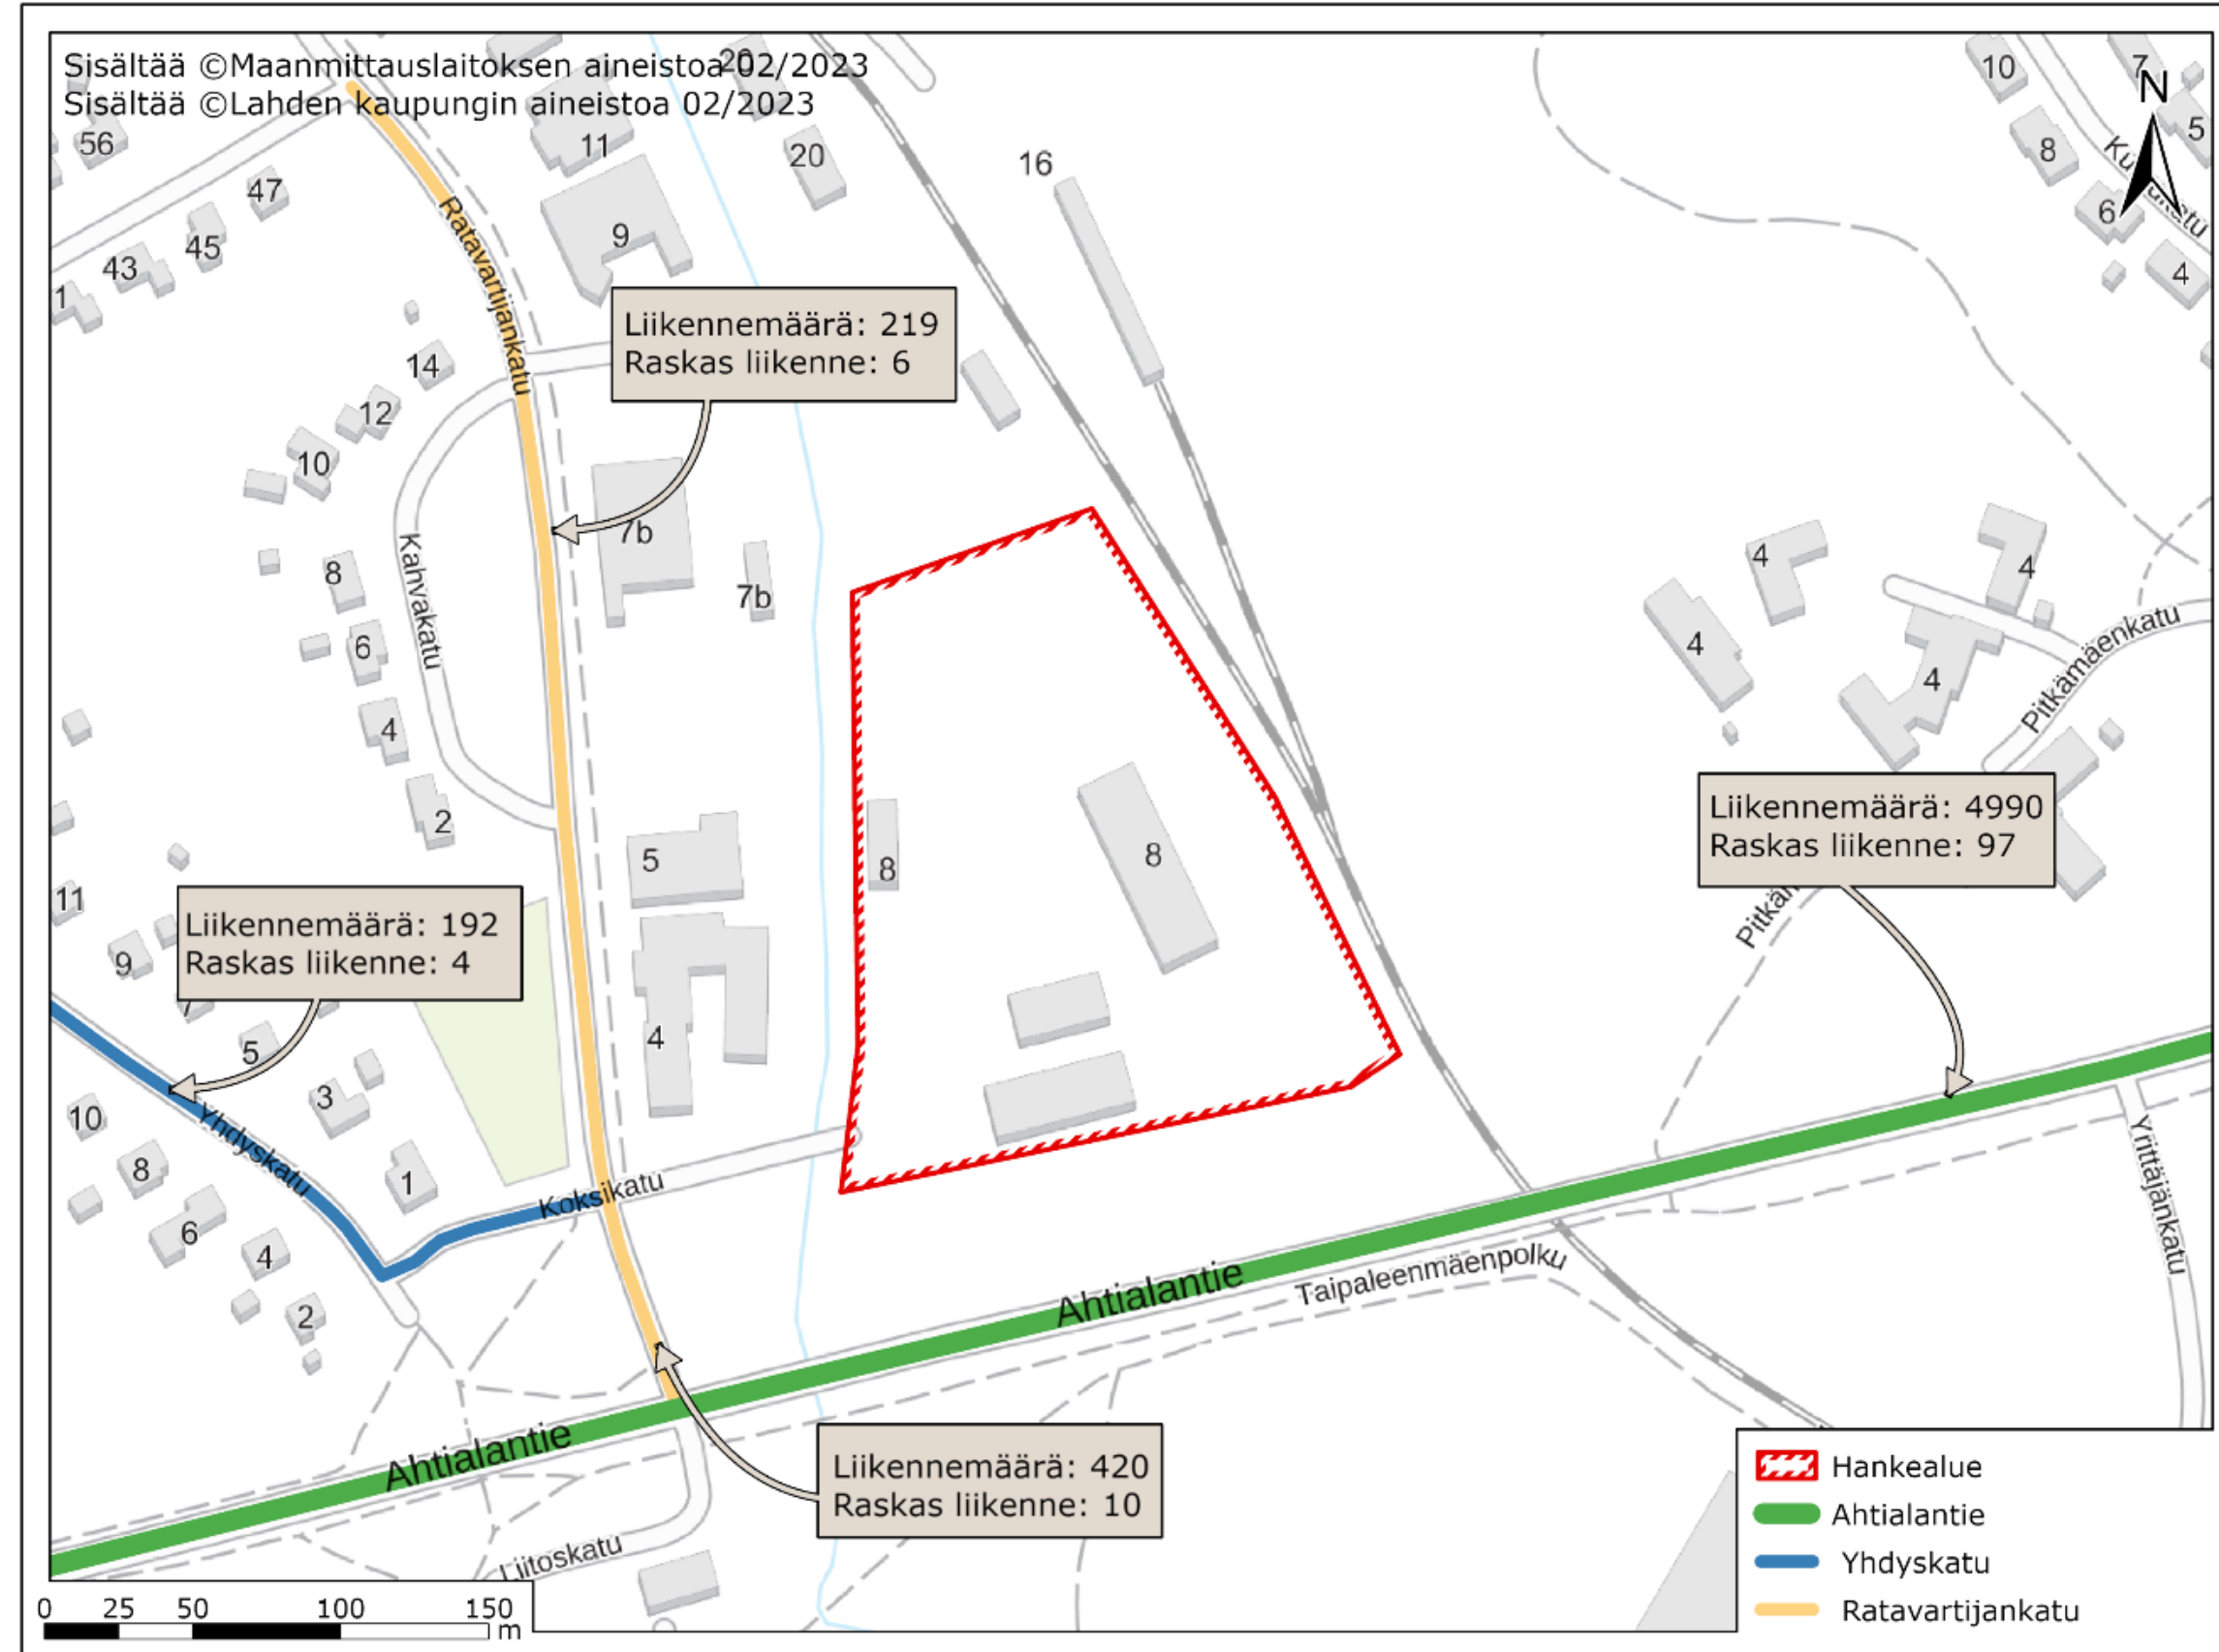 Sisältää ©Maanmittauslaitoksen aineistoa 02/2023
Sisältää ©Lahden kaupungin aineistoa 02/2023
20
10
7
N
56
11
20
16
8
5
47
6
9
45
43
4
1
Ratavartijankatu
Liikennemäärä: 219
Raskas liikenne: 6
14
12
10
7b
4
4
8
7b
Kahvakatu
6
4
4
Pitkämäenkatu
4
2
Liikennemäärä: 4990
Raskas liikenne: 97
5
8
8
11
Liikennemäärä: 192
Raskas liikenne: 4
9
7
5
4
3
10
Yhdyskatu
8
1
Koksikatu
Yrittäjänkatu
6
4
2
Ahtialantie
Taipaleenmäenpolku
Ahtialantie
Liikennemäärä: 420
Raskas liikenne: 10
Liitoskatu
Hankealue
Ahtialantie
Yhdyskatu
Ratavartijankatu
0 25 50 100 150
m